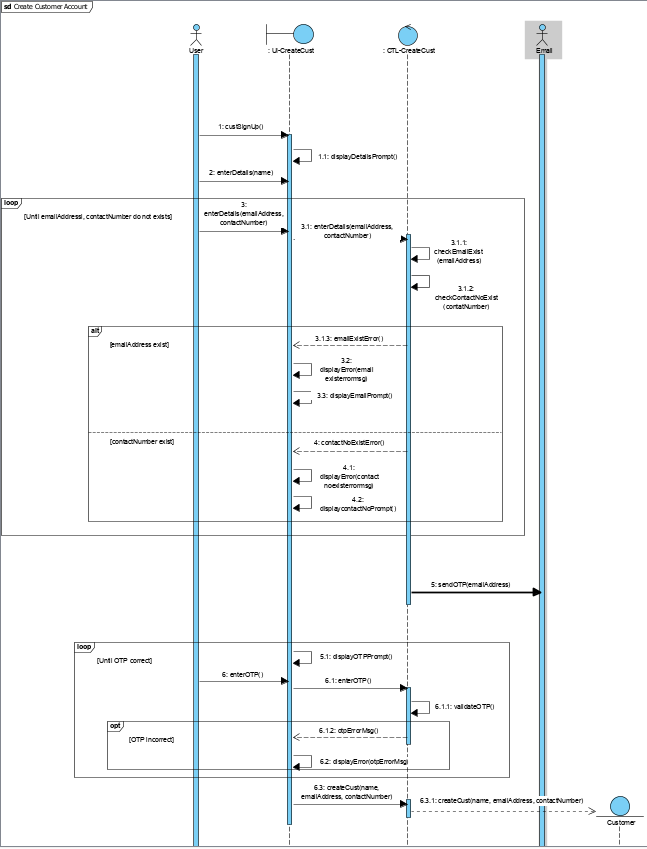 sd Create Customer Account
User
: UI-CreateCust
: CTL-CreateCust
Email
1: custSignUp()
1.1: displayDetailsPrompt()
2: enterDetails(name)
loop
[Until emailAddressl, contactNumber do not exists]
3:
enterDetails(emailAddress,
contactNumber)
3.1: enterDetails(emailAddress,
contactNumber)
3.1.1:
checkEmailExist
(emailAddress)
3.1.2:
checkContactNoExist
(contatNumber)
alt
[emailAddress exist]
3.1.3: emailExistError()
3.2:
displayError(email
existerrormsg)
3.3: displayEmailPrompt()
[contactNumber exist]
4: contactNoExistError()
4.1:
displayError(contact
noexisterrormsg)
4.2:
displaycontactNoPrompt()
5: sendOTP(emailAddress)
loop
[Until OTP correct]
5.1: displayOTPPrompt()
6: enterOTP()
6.1: enterOTP()
6.1.1: validateOTP()
opt
[OTP Incorrect]
6.1.2: otpErrorMsg()
6.2: displayError(otpErrorMsg)
6.3: createCust(name,
emailAddress, contactNumber)
6.3.1: createCust(name, emailAddress, contactNumber)
Customer